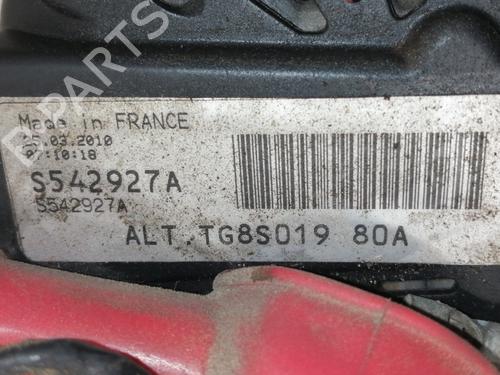 B-PARTS
Made in FRANCE
25.03.2010
07:10:18
S542927A
S542927A
ALT.TG8S019 80A